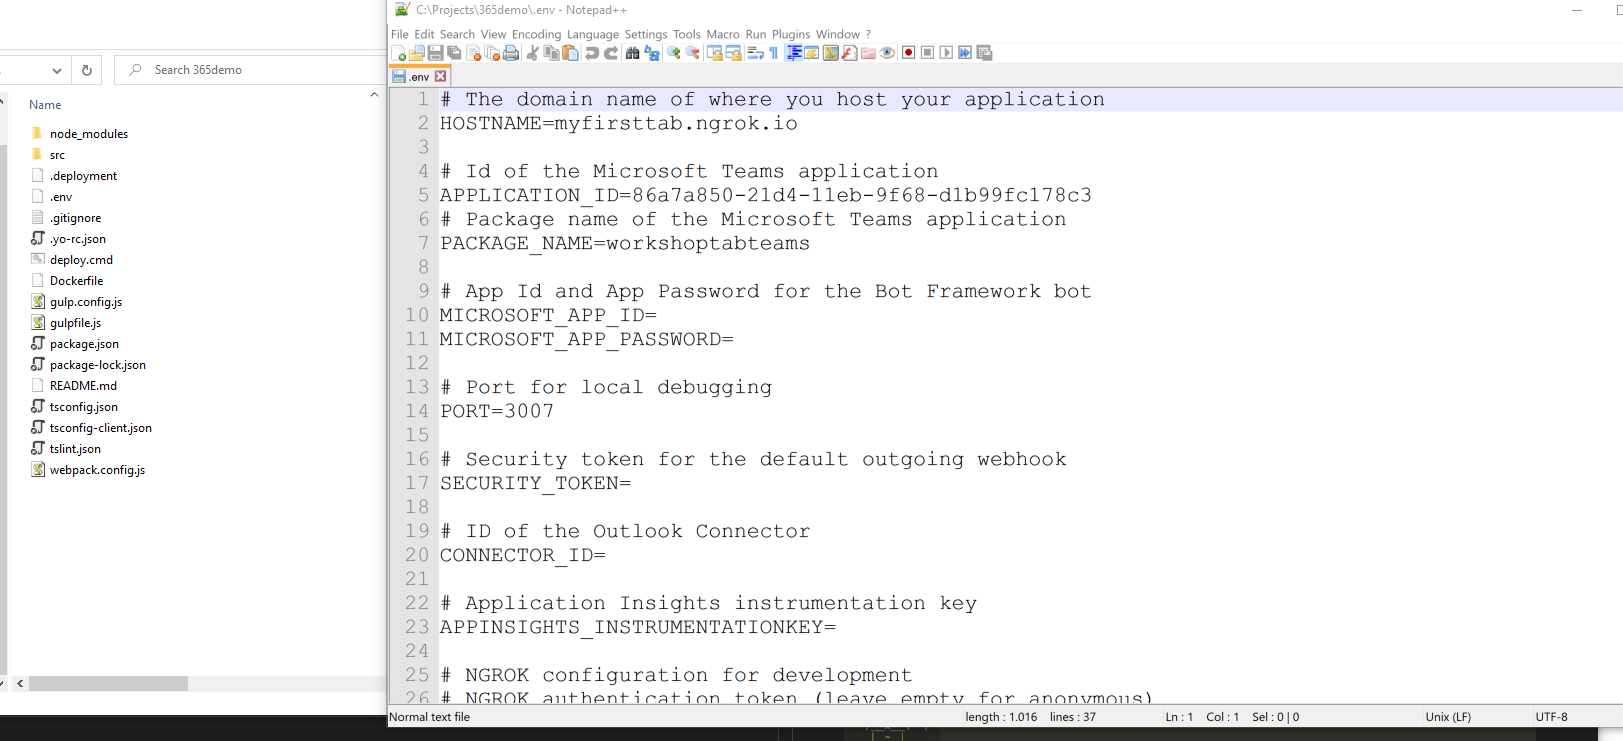 C:\Projects\365demo\.env - Notepad++
File Edit Search View Encoding Language Settings Tools Macro Run Plugins Window ?
Search 365demo
.env
Name
node_modules
src
.deployment
.env
.gitignore
.yo-rc.json
deploy.cmd
Dockerfile
gulp.config.js
gulpfile.js
package.json
package-lock.json
README.md
tsconfig.json
tsconfig-client.json
tslint.json
webpack.config.js
1 # The domain name of where you host your application
2 HOSTNAME=myfirsttab.ngrok.io
3
4 # Id of the Microsoft Teams application
5 APPLICATION_ID=86a7a850-21d4-11eb-9f68-d1b99fc178c3
6 # Package name of the Microsoft Teams application
7 PACKAGE_NAME=workshoptabteams
8
9 # App Id and App Password for the Bot Framework bot
10 MICROSOFT_APP_ID=
11 MICROSOFT_APP_PASSWORD=
12
13 # Port for local debugging
14 PORT=3007
15
16 # Security token for the default outgoing webhook
17 SECURITY_TOKEN=
18
19 # ID of the Outlook Connector
20 CONNECTOR_ID=
21
22 # Application Insights instrumentation key
23 APPINSIGHTS_INSTRUMENTATIONKEY=
24
25 # NGROK configuration for development
26 # NGROK authentication token (leave empty for anonymous)
Normal text file length : 1.016 lines : 37 Ln : 1 Col : 1 Sel : 0 | 0 Unix (LF) UTF-8